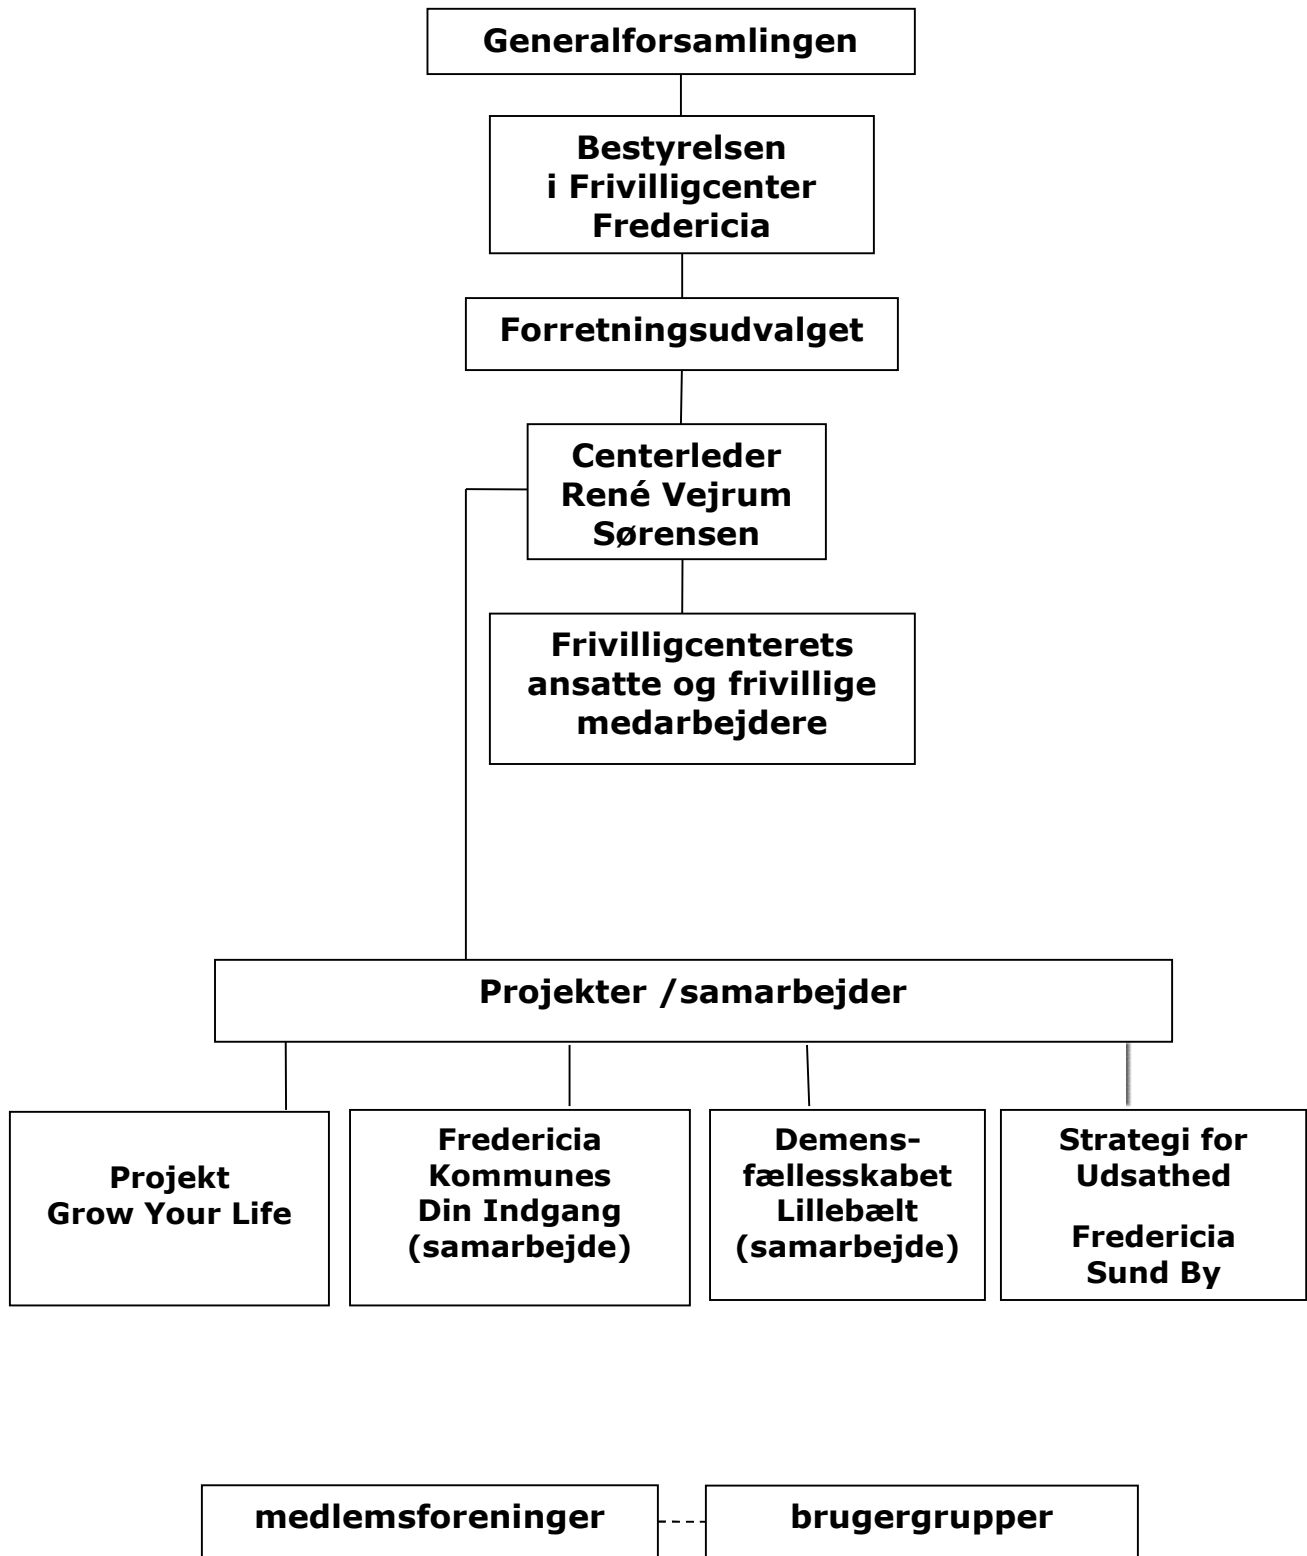 Generalforsamlingen
Bestyrelsen
i Frivilligcenter
Fredericia
Forretningsudvalget
Centerleder
René Vejrum
Sørensen
Frivilligcenterets
ansatte og frivillige
medarbejdere
Projekter /samarbejder
Projekt
Grow Your Life
Fredericia
Kommunes
Din Indgang
(samarbejde)
Demens-
fællesskabet
Lillebælt
(samarbejde)
Strategi for
Udsathed
Fredericia
Sund By
medlemsforeninger
brugergrupper